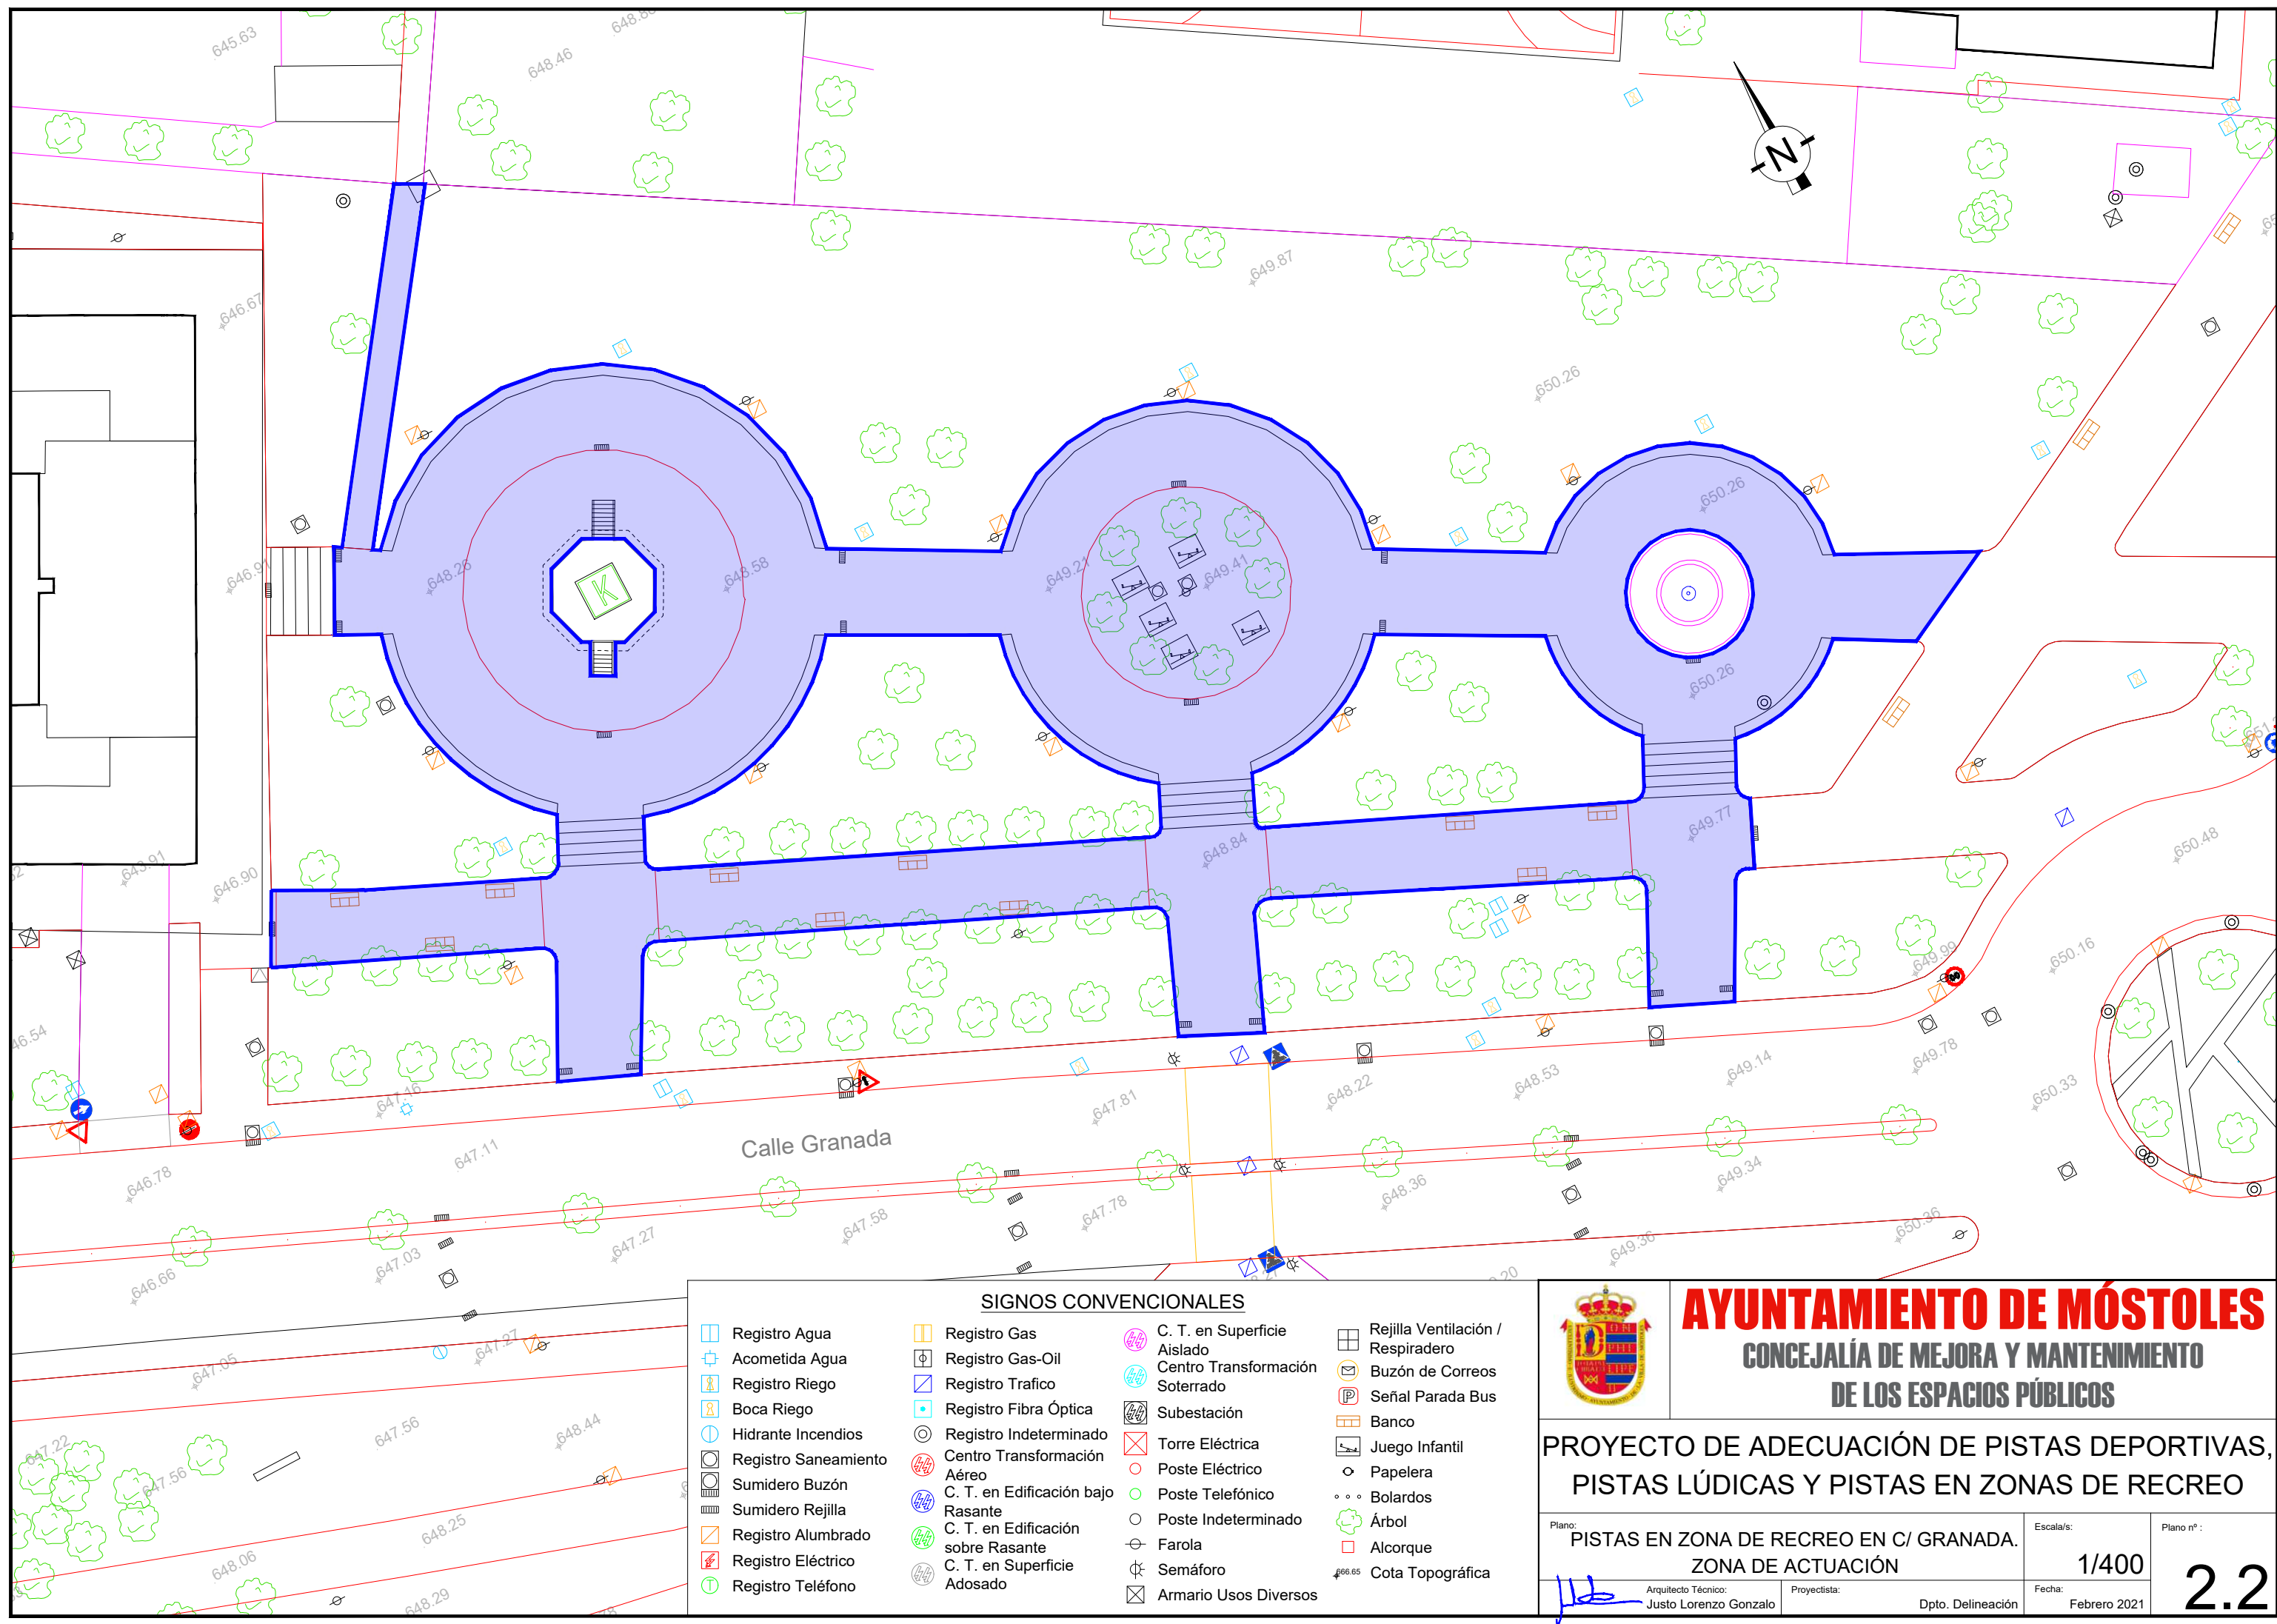 645.63
648.46
649.87
646.67
650.26
650.26
646.91
648.26
648.58
649.21
649.41
650.26
649.77
648.84
643.91
646.90
650.48
649.99
650.16
46.54
647.16
647.81
648.22
648.53
649.14
649.78
650.33
Calle Granada
647.11
646.78
647.58
647.78
648.36
649.34
647.27
647.03
646.66
649.36
650.36
647.27
647.05
647.22
647.56
648.44
647.56
648.25
648.06
648.29
N
K
SIGNOS CONVENCIONALES
Registro Agua
Acometida Agua
Registro Riego
Boca Riego
Hidrante Incendios
Registro Saneamiento
Sumidero Buzón
Sumidero Rejilla
Registro Alumbrado
Registro Eléctrico
Registro Teléfono
Registro Gas
Registro Gas-Oil
Registro Trafico
Registro Fibra Óptica
Registro Indeterminado
Centro Transformación
Aéreo
C. T. en Edificación bajo
Rasante
C. T. en Edificación
sobre Rasante
C. T. en Superficie
Adosado
C. T. en Superficie
Aislado
Centro Transformación
Soterrado
Subestación
Torre Eléctrica
Poste Eléctrico
Poste Telefónico
Poste Indeterminado
Farola
Semáforo
Armario Usos Diversos
Rejilla Ventilación /
Respiradero
Buzón de Correos
Señal Parada Bus
Banco
Juego Infantil
Papelera
Bolardos
Árbol
Alcorque
666.65 Cota Topográfica
AYUNTAMIENTO DE MÓSTOLES
CONCEJALÍA DE MEJORA Y MANTENIMIENTO
DE LOS ESPACIOS PÚBLICOS
PROYECTO DE ADECUACIÓN DE PISTAS DEPORTIVAS,
PISTAS LÚDICAS Y PISTAS EN ZONAS DE RECREO
Plano:
PISTAS EN ZONA DE RECREO EN C/ GRANADA.
ZONA DE ACTUACIÓN
Escala/s:
1/400
Plano nº :
2.2
Arquitecto Técnico:
Justo Lorenzo Gonzalo
Proyectista:
Dpto. Delineación
Fecha:
Febrero 2021